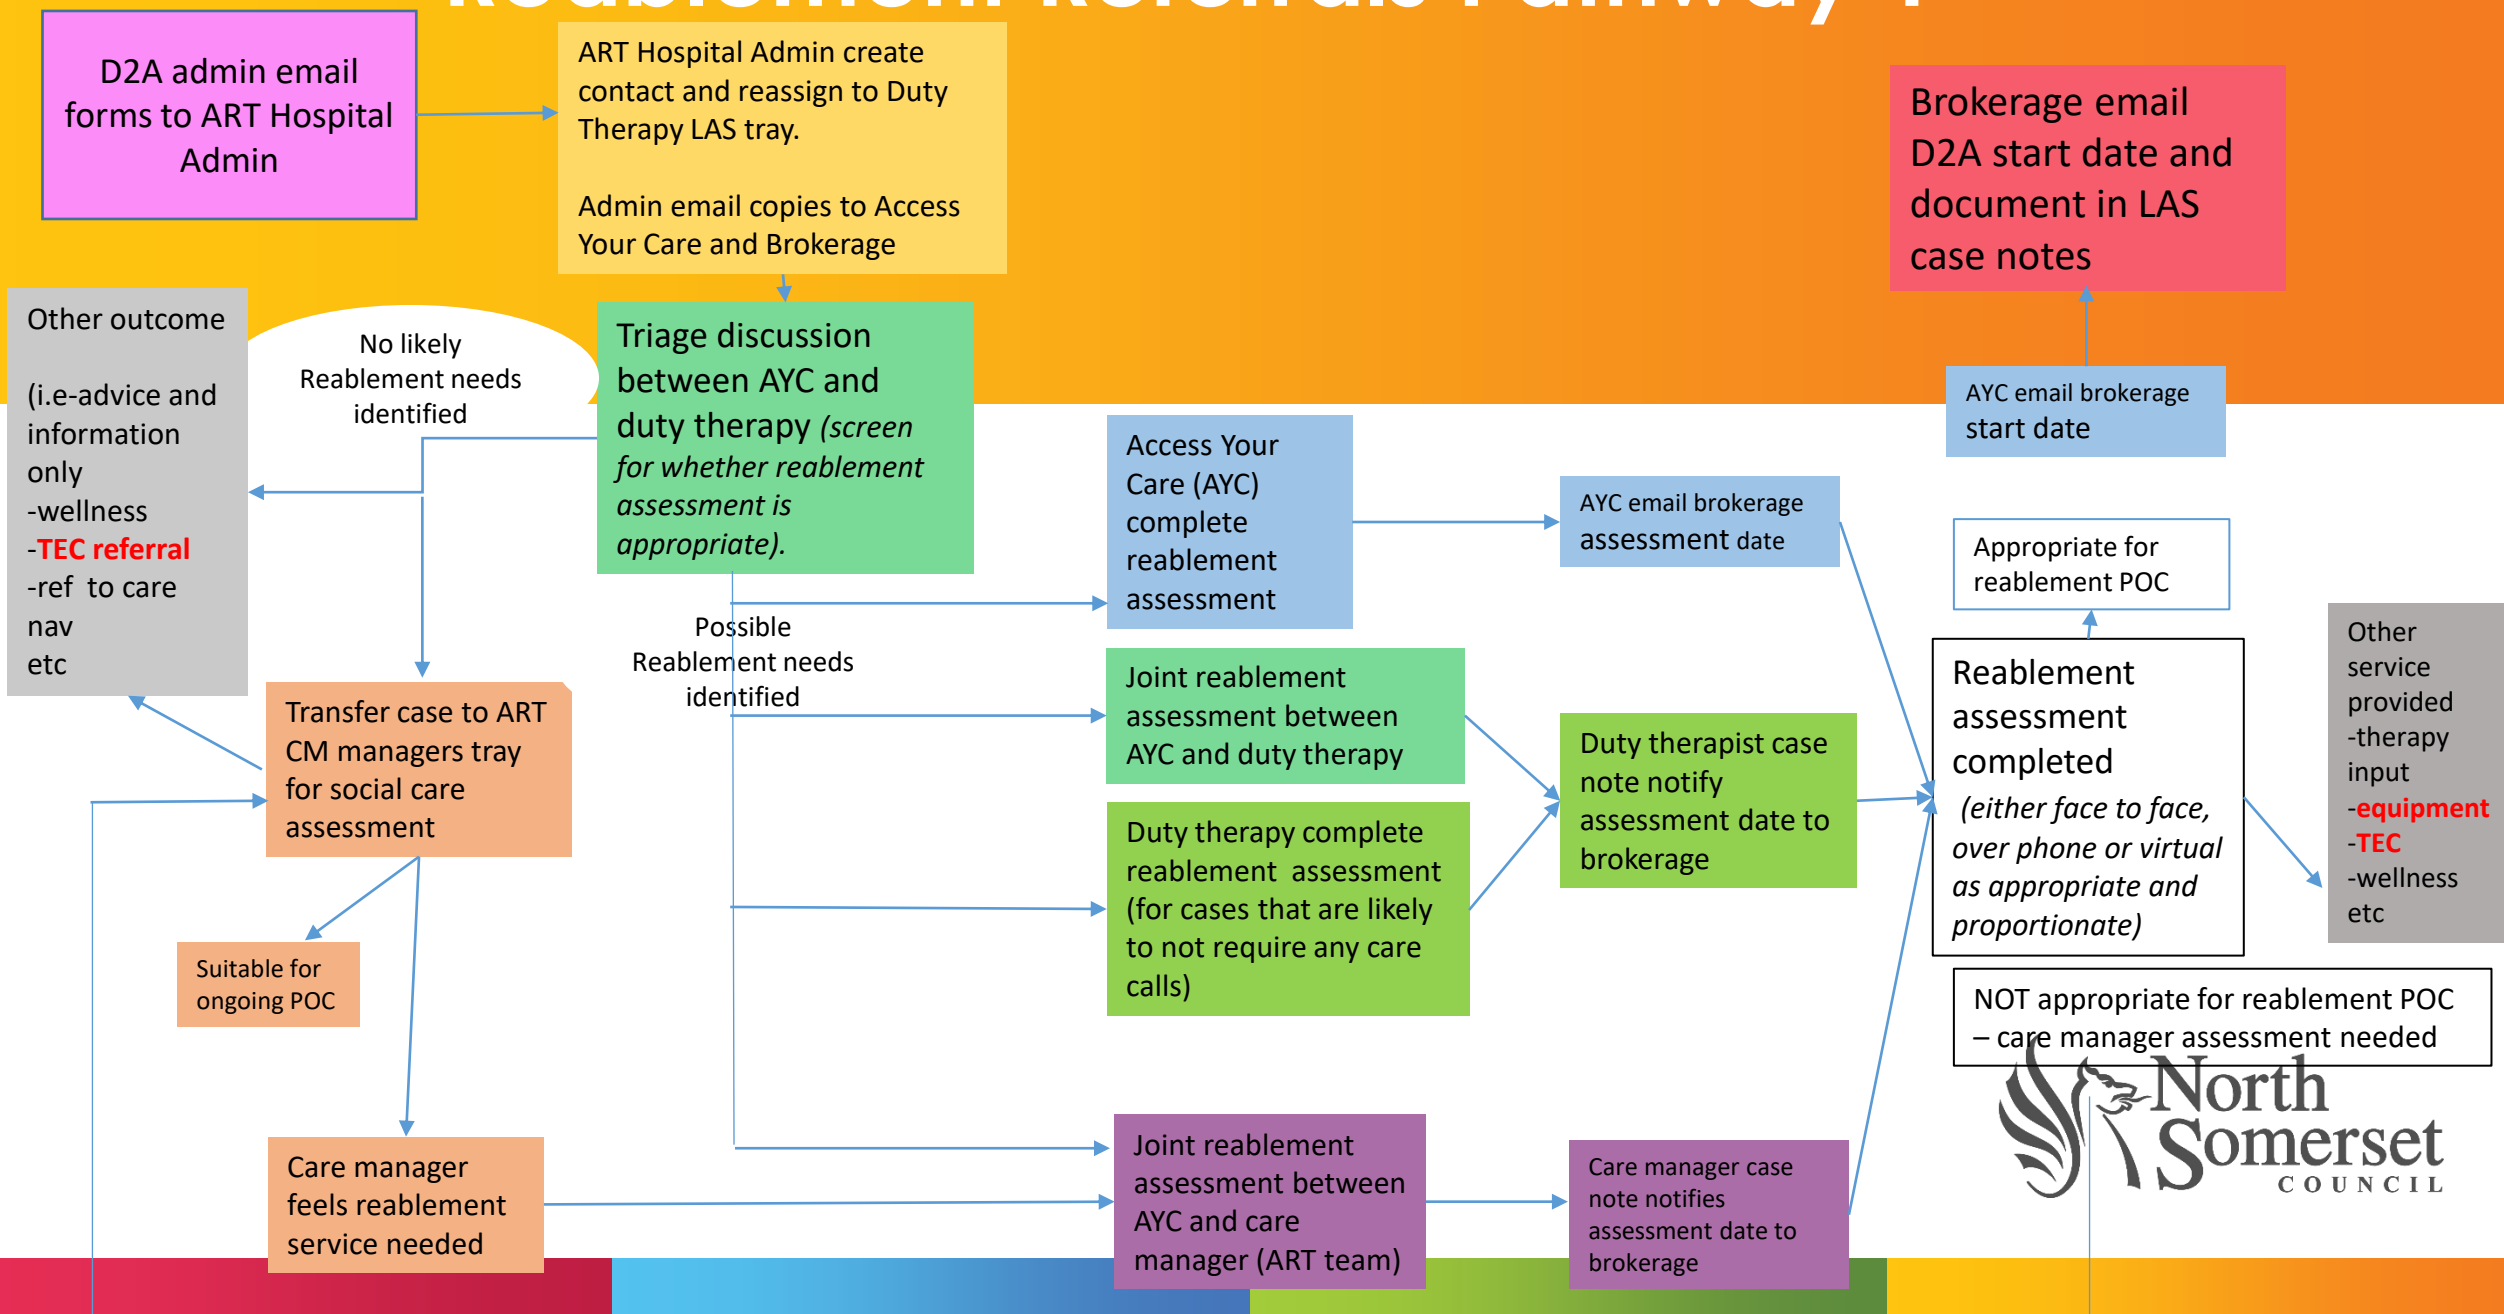 Reablement Referrals Pathway 1
D2A admin email
forms to ART Hospital
Admin
ART Hospital Admin create
contact and reassign to Duty
Therapy LAS tray.
Admin email copies to Access
Your Care and Brokerage
Brokerage email
D2A start date and
document in LAS
case notes
Other outcome
(i.e-advice and
information
only
-wellness
-TEC referral
-ref  to care
nav
etc
No likely
Reablement needs
identified
Triage discussion
between AYC and
duty therapy (screen
for whether reablement
assessment is
appropriate).
AYC email brokerage
start date
Access Your
Care (AYC)
complete
reablement
assessment
AYC email brokerage
assessment date
Appropriate for
reablement POC
Possible
Reablement needs
identified
Joint reablement
assessment between
AYC and duty therapy
Reablement
assessment
completed
(either face to face,
over phone or virtual
as appropriate and
proportionate)
Other
service
provided
-therapy
input
-equipment
-TEC
-wellness
etc
Transfer case to ART
CM managers tray
for social care
assessment
Duty therapist case
note notify
assessment date to
brokerage
Duty therapy complete
reablement  assessment
(for cases that are likely
to not require any care
calls)
Suitable for
ongoing POC
NOT appropriate for reablement POC
– care manager assessment needed
North
Somerset
COUNCIL
Care manager
feels reablement
service needed
Joint reablement
assessment between
AYC and care
manager (ART team)
Care manager case
note notifies
assessment date to
brokerage